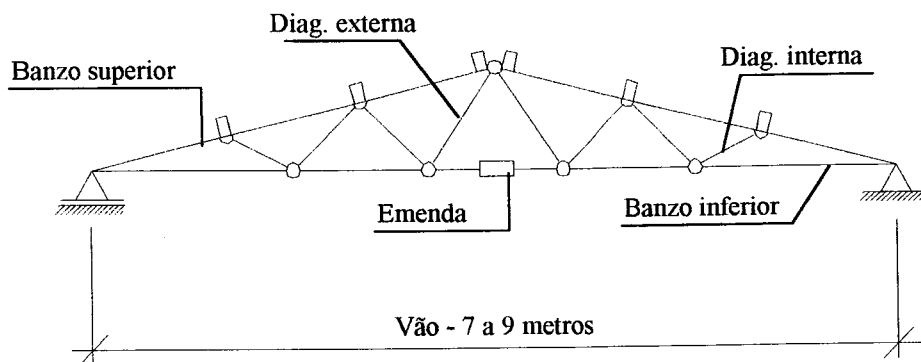 Diag. externa
Banzo superior
Diag. interna
Emenda
Banzo inferior
Vão - 7 a 9 metros